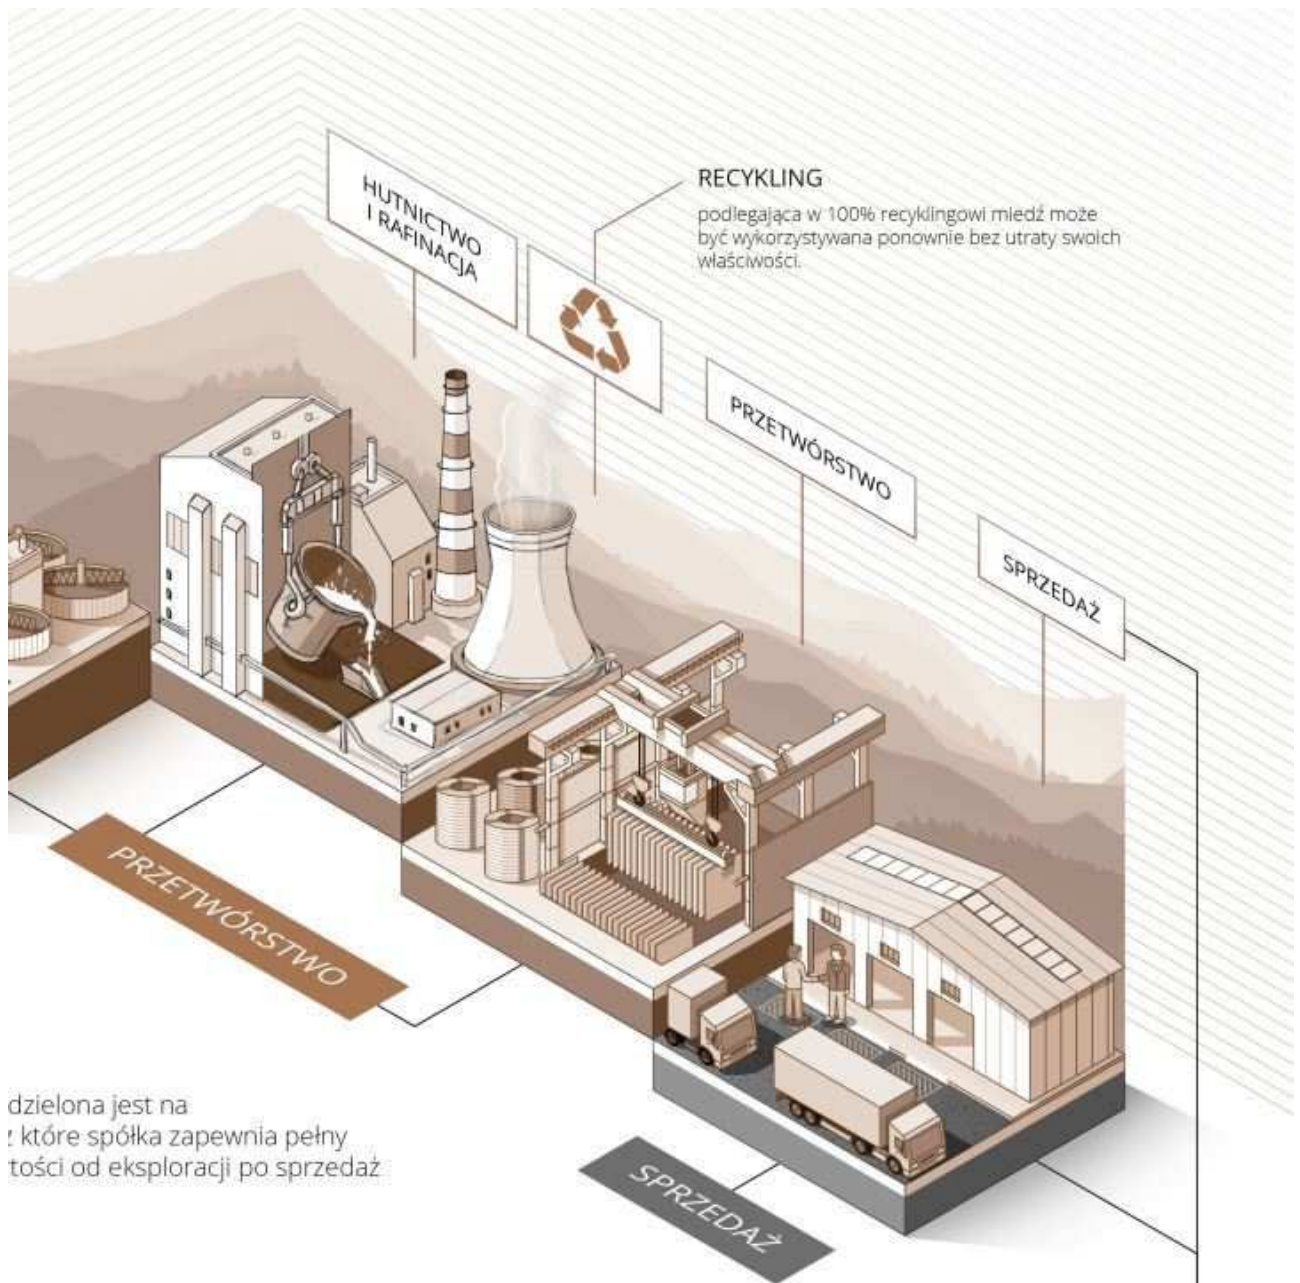 HUTNICTWO
I RAFINACJA
RECYKLING
podlegająca w 100% recyklingowi miedź może
być wykorzystywana ponownie bez utraty swoich
właściwości.
PRZETWÓRSTWO
SPRZEDAŻ
PRZETWÓRSTWO
dzielona jest na
które spółka zapewnia pełny
tości od eksploracji po sprzedaż
SPRZEDAŻ